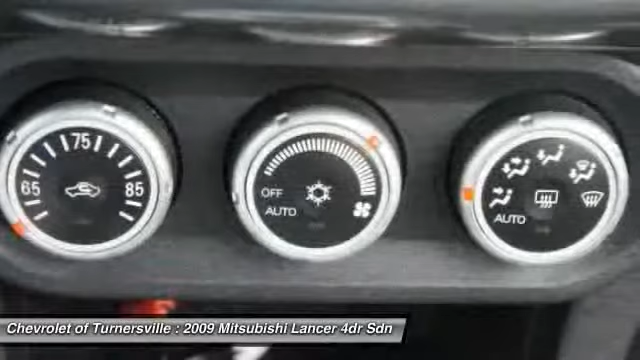 75
65
85
OFF
AUTO
AUTO
Chevrolet of Turnersville : 2009 Mitsubishi Lancer 4dr Sdn